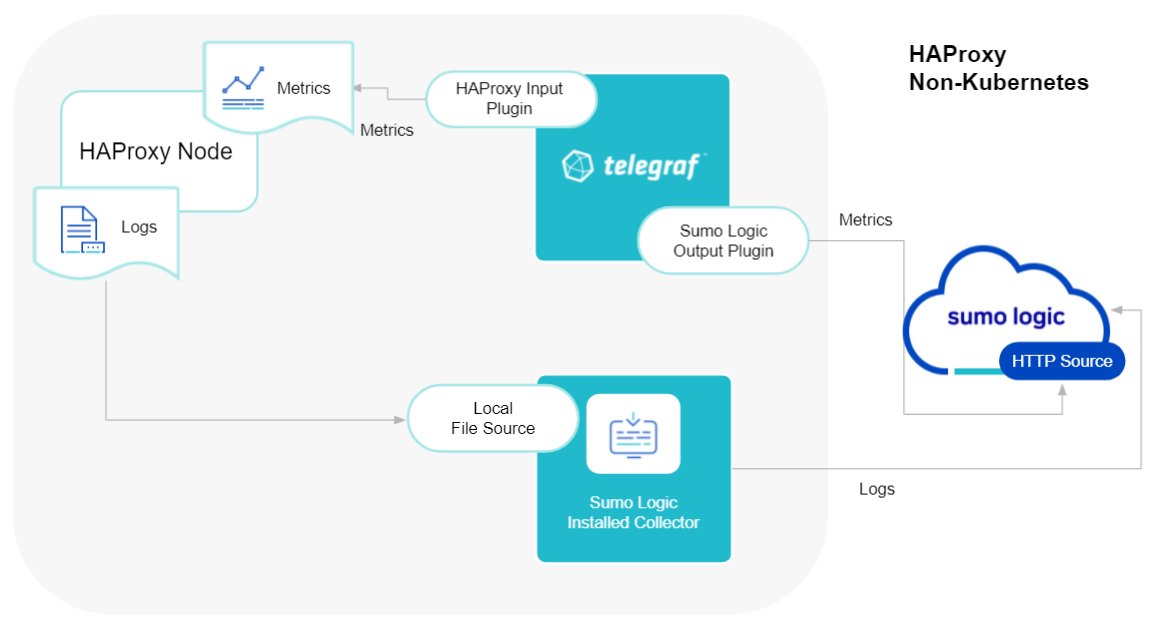 HAProxy
Non-Kubernetes
Metrics
HAProxy Input
Plugin
Metrics
HAProxy Node
telegraf
Logs
Sumo Logic
Output Plugin
Metrics
sumo logic
HTTP Source
Local
File Source
Sumo Logic
Installed Collector
Logs